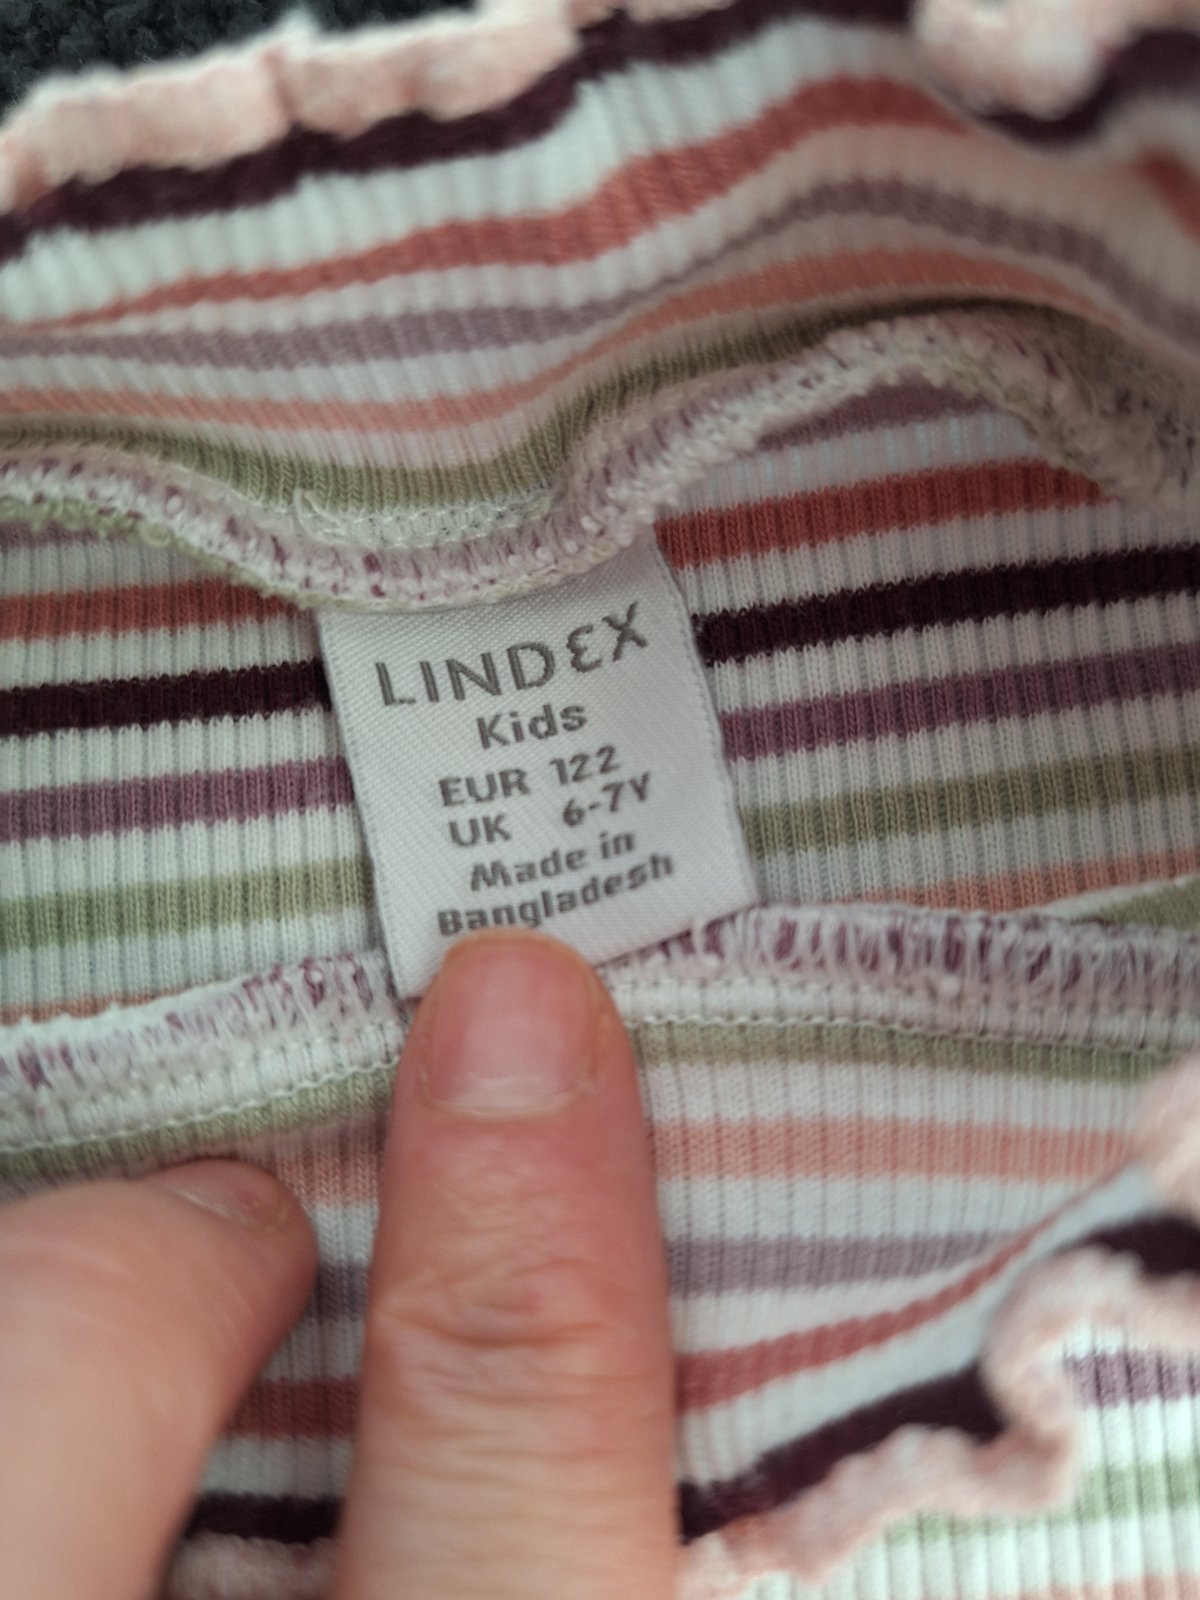 LINDEX
Kids
EUR 122
UK 6-7Y
Made in
Bangladesh